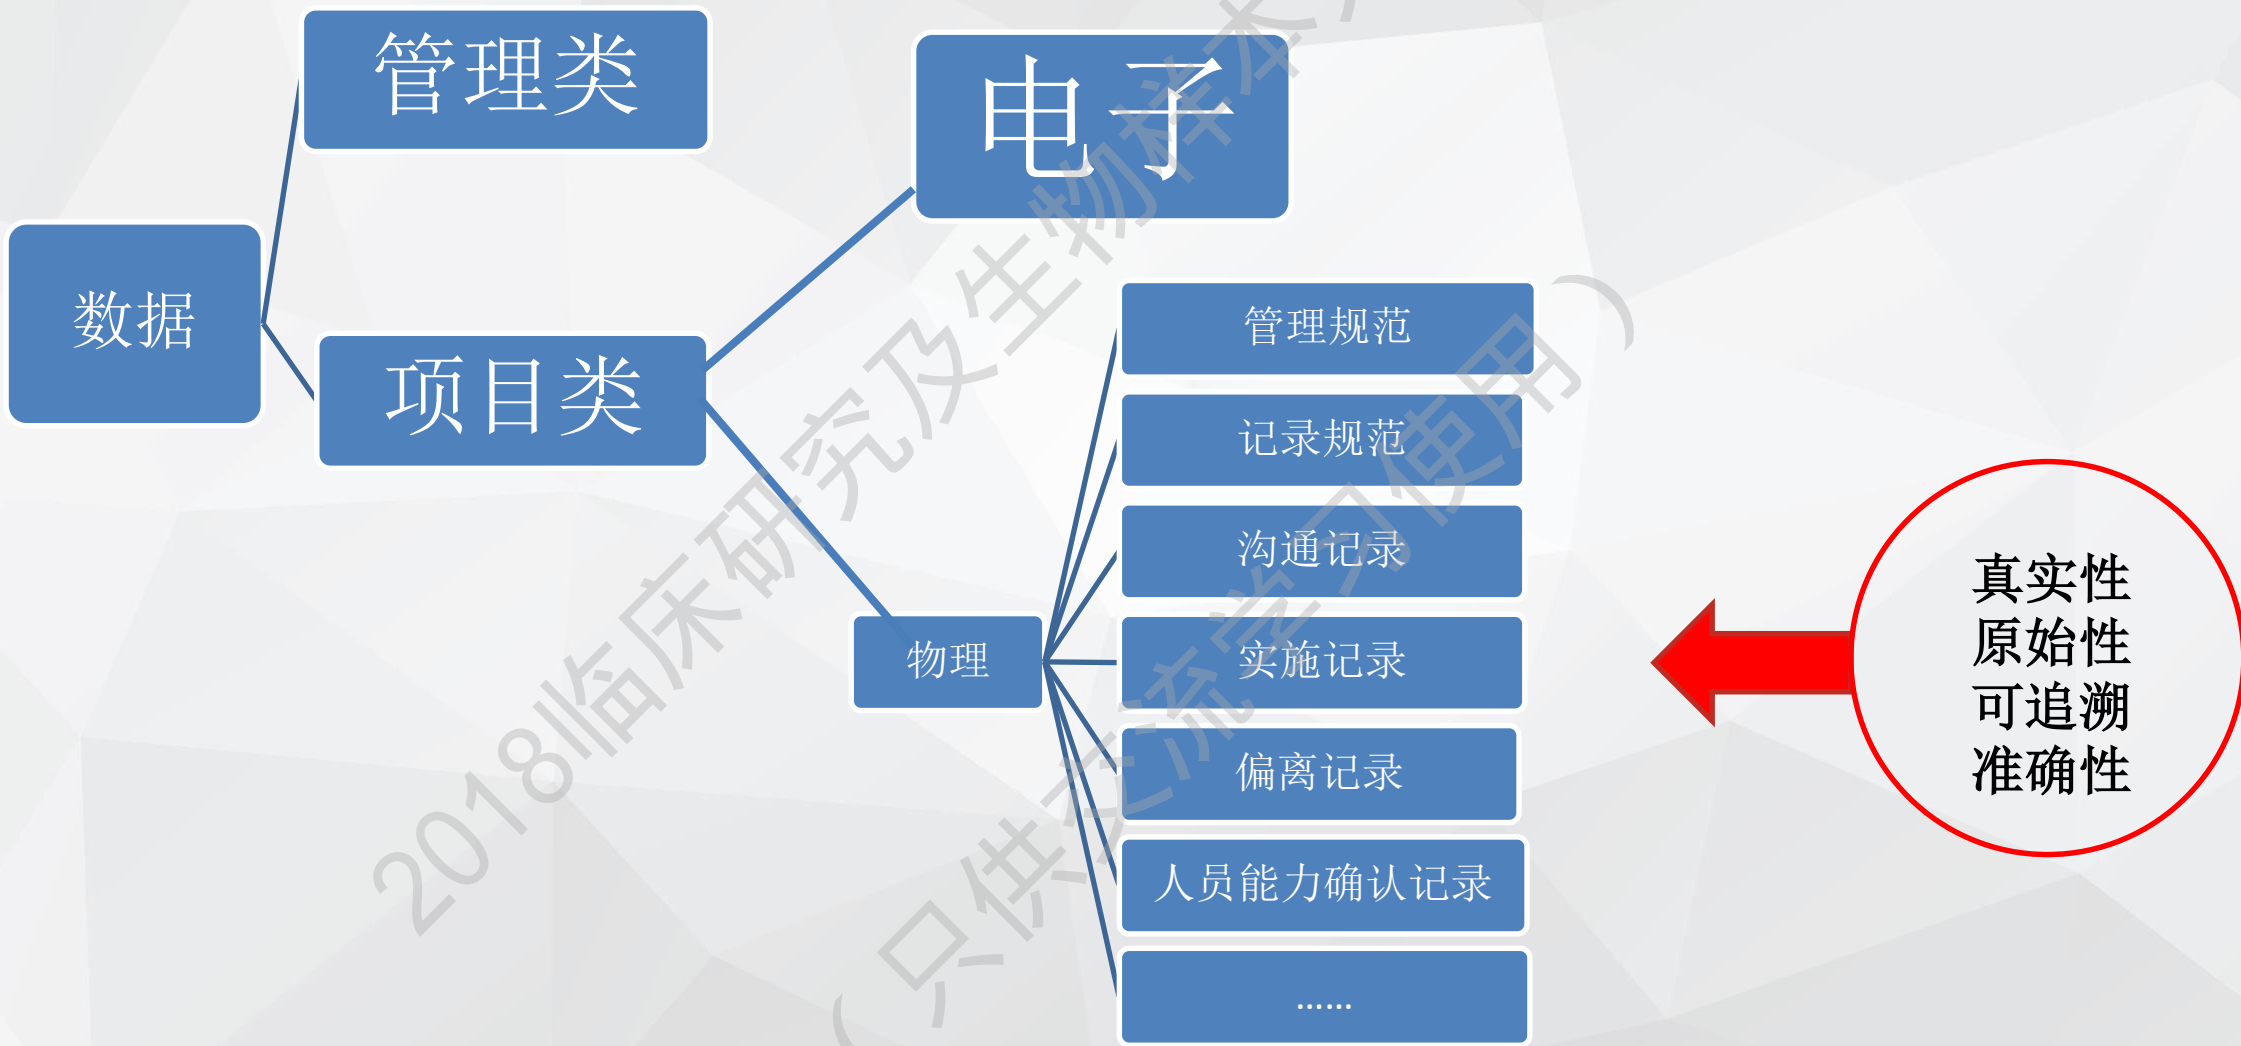 管理类
电子
数据
项目类
管理规范
记录规范
沟通记录
物理
实施记录
偏离记录
人员能力确认记录
......
真实性
原始性
可追溯
准确性
2018临床研究及生物样本
(只供交流学习使用)